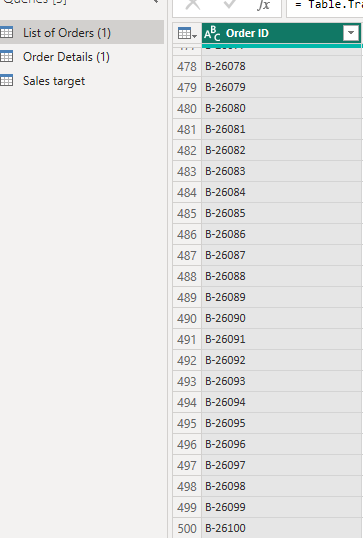 Queries [3]
List of Orders (1)
Order Details (1)
Sales target
fx
= Table.Tra
ABC Order ID
478 B-26078
479 B-26079
480 B-26080
481 B-26081
482 B-26082
483 B-26083
484 B-26084
485 B-26085
486 B-26086
487 B-26087
488 B-26088
489 B-26089
490 B-26090
491 B-26091
492 B-26092
493 B-26093
494 B-26094
495 B-26095
496 B-26096
497 B-26097
498 B-26098
499 B-26099
500 B-26100